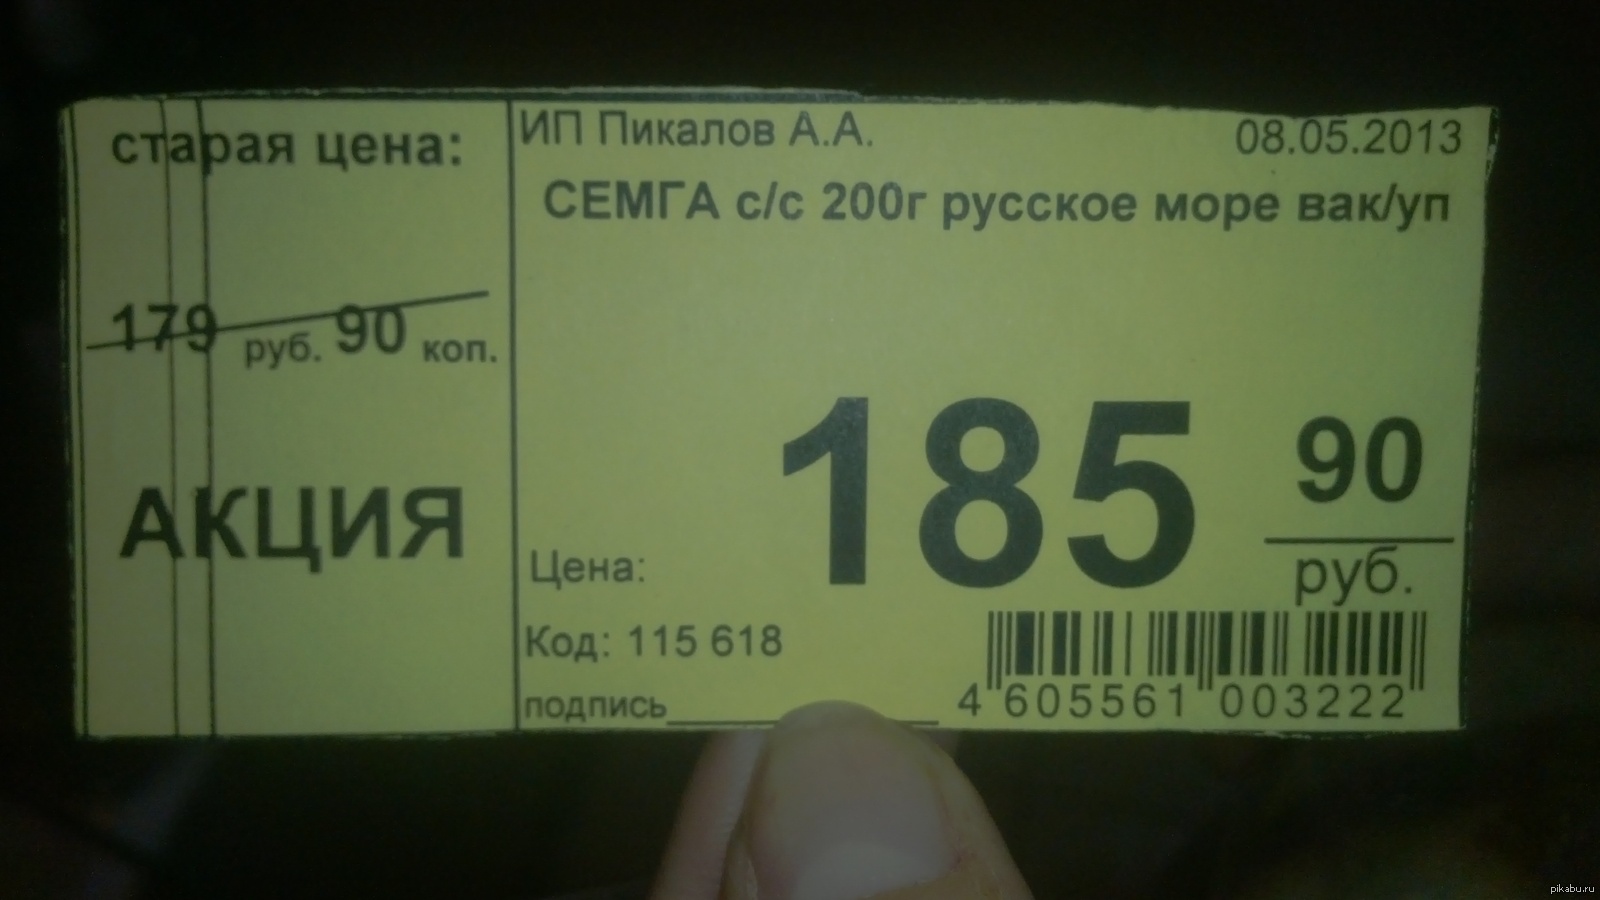 старая цена:
179 руб. 90 коп.
АКЦИЯ
ИП Пикалов А.А.
08.05.2013
СЕМГА с/с 200г русское море вак/уп
185 90
руб.
Цена:
Код: 115 618
подпись
4 605561 003222
pikabu.ru